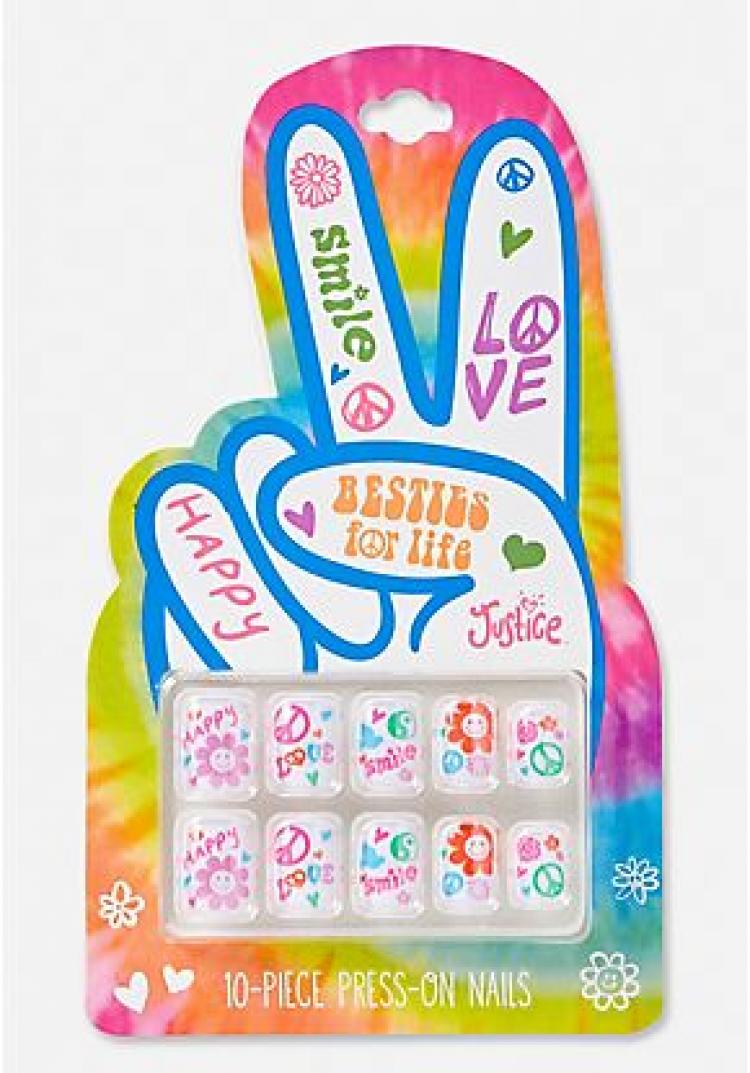 smile
LOVE
BESTIES
for life
HAPPY
Justice
HAPPY
LOVE
smile
HAPPY
LOVE
smile
10-PIECE PRESS-ON NAILS